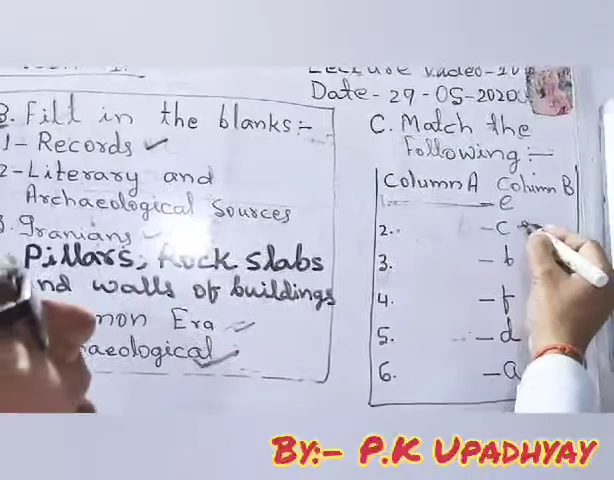 Date - 29 - 05 - 2020
B. Fill in the blanks:-
1- Records ✓
2- Literary and
Archaeological Sources
3. Iranians ✓
Pillars, Rock slabs
nd walls of buildings
mon Era ✓
aeological ✓
C. Match the
following:-
Column A Column B
1. - e
2. - c
3. - b
4. - f
5. - d
6. - a
By:- P.K Upadhyay